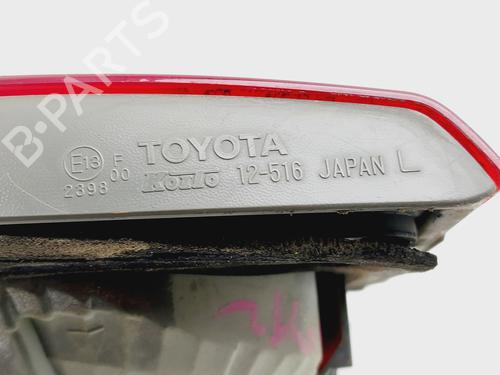 B-PARTS
E13 F TOYOTA
00
2398 Koito 12-516 JAPAN L